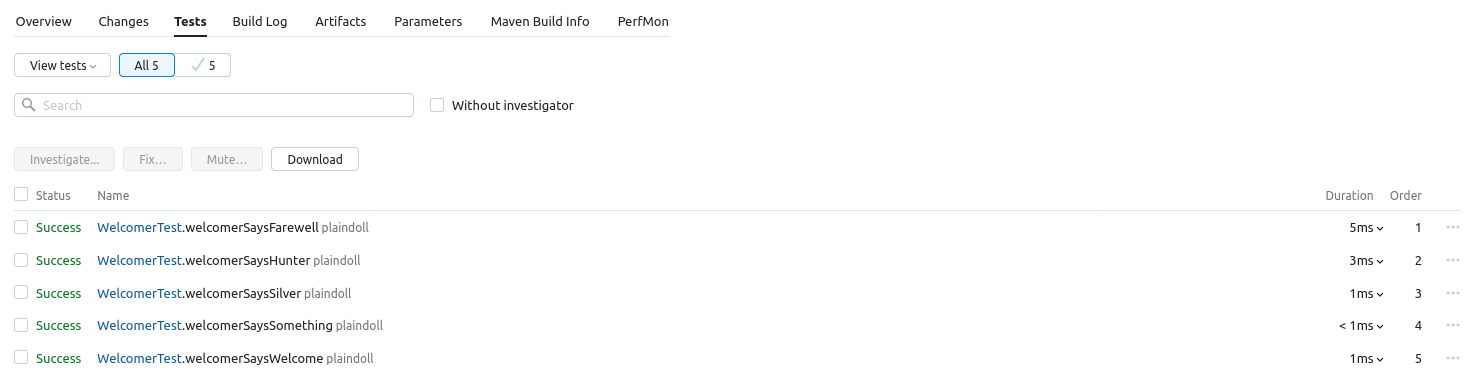 Overview Changes Tests Build Log Artifacts Parameters Maven Build Info PerfMon
View tests All 5 5
Search Without investigator
Investigate... Fix... Mute... Download
Status Name Duration Order
Success WelcomerTest.welcomerSaysFarewell plaindoll 5ms 1
Success WelcomerTest.welcomerSaysHunter plaindoll 3ms 2
Success WelcomerTest.welcomerSaysSilver plaindoll 1ms 3
Success WelcomerTest.welcomerSaysSomething plaindoll < 1ms 4
Success WelcomerTest.welcomerSaysWelcome plaindoll 1ms 5